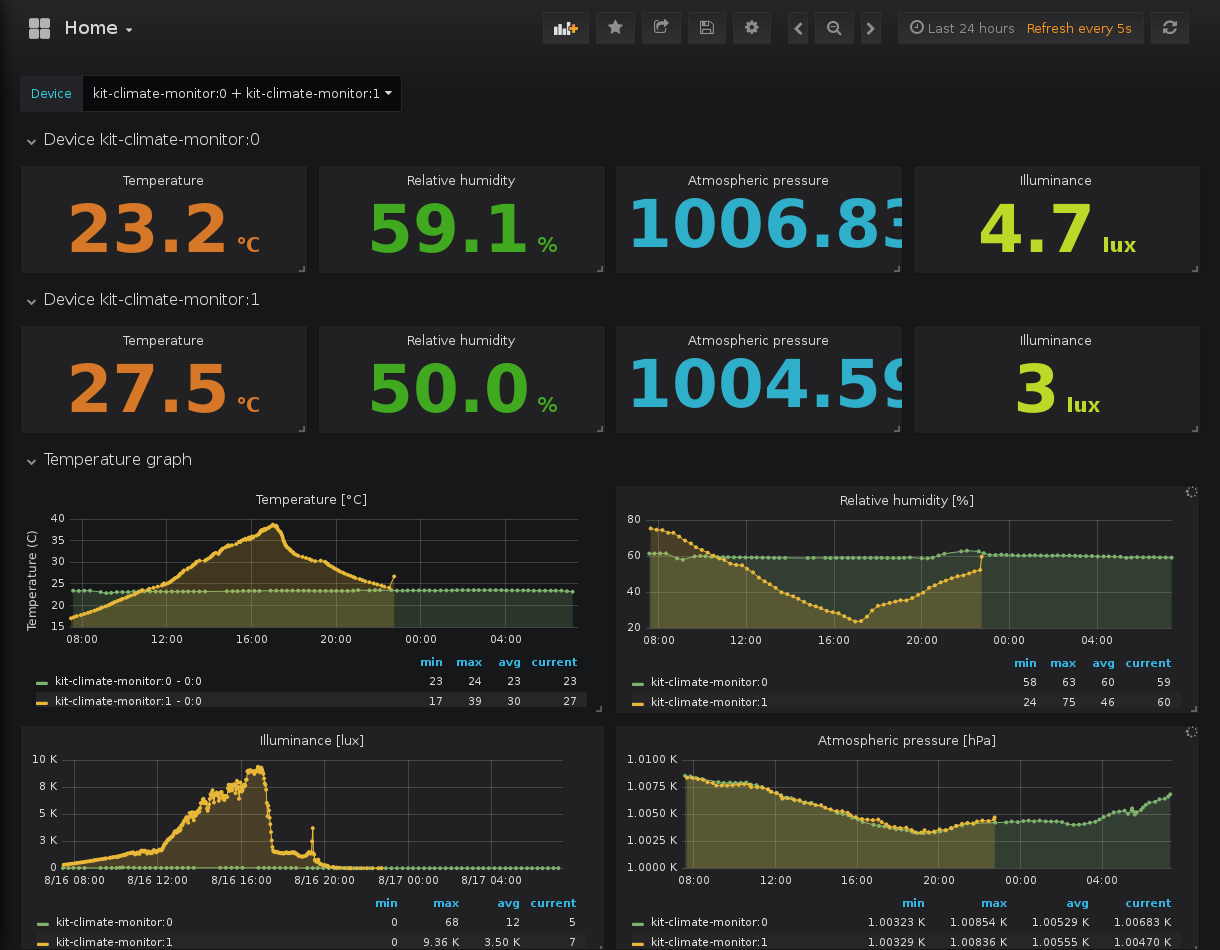 Home
Last 24 hours Refresh every 5s
Device kit-climate-monitor:0 + kit-climate-monitor:1
Device kit-climate-monitor:0
Temperature Relative humidity Atmospheric pressure Illuminance
23.2 °C 59.1 % 1006.83 4.7 lux
Device kit-climate-monitor:1
Temperature Relative humidity Atmospheric pressure Illuminance
27.5 °C 50.0 % 1004.59 3 lux
Temperature graph
Temperature [°C]
Temperature (C)
40
35
30
25
20
15
08:00 12:00 16:00 20:00 00:00 04:00
min max avg current
kit-climate-monitor:0 - 0:0 23 24 23 23
kit-climate-monitor:1 - 0:0 17 39 30 27
Relative humidity [%]
80
60
40
20
08:00 12:00 16:00 20:00 00:00 04:00
min max avg current
kit-climate-monitor:0 58 63 60 59
kit-climate-monitor:1 24 75 46 60
Illuminance [lux]
10 K
8 K
5 K
3 K
0
8/16 08:00 8/16 12:00 8/16 16:00 8/16 20:00 8/17 00:00 8/17 04:00
min max avg current
kit-climate-monitor:0 0 68 12 5
kit-climate-monitor:1 0 9.36 K 3.50 K 7
Atmospheric pressure [hPa]
1.0100 K
1.0075 K
1.0050 K
1.0025 K
1.0000 K
08:00 12:00 16:00 20:00 00:00 04:00
min max avg current
kit-climate-monitor:0 1.00323 K 1.00854 K 1.00529 K 1.00683 K
kit-climate-monitor:1 1.00329 K 1.00836 K 1.00555 K 1.00470 K